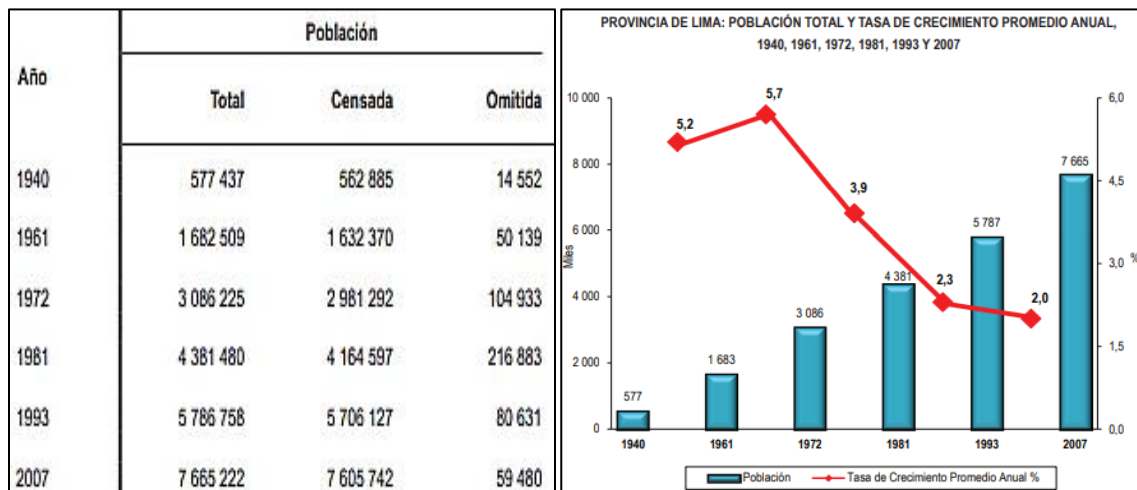 Año
Población
Total Censada Omitida
1940 577 437 562 885 14 552
1961 1 682 509 1 632 370 50 139
1972 3 086 225 2 981 292 104 933
1981 4 381 480 4 164 597 216 883
1993 5 786 758 5 706 127 80 631
2007 7 665 222 7 605 742 59 480
PROVINCIA DE LIMA: POBLACIÓN TOTAL Y TASA DE CRECIMIENTO PROMEDIO ANUAL,
1940, 1961, 1972, 1981, 1993 Y 2007
10 000
8 000
6 000
4 000
2 000
0
Miles
6,0
4,5
3,0
1,5
0,0
%
5,2
5,7
3,9
2,3
2,0
577
1 683
3 086
4 381
5 787
7 665
1940 1961 1972 1981 1993 2007
Población Tasa de Crecimiento Promedio Anual %